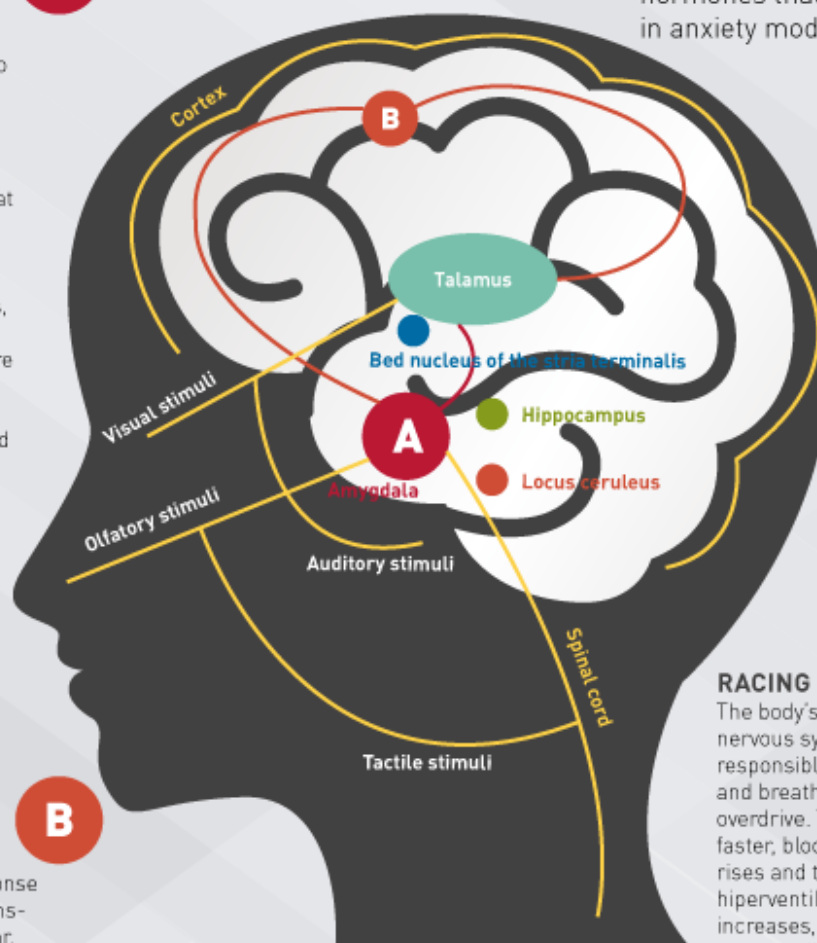 in anxiety mod
Cortex
B
at
Talamus
Bed nucleus of the stria terminalis
re
Visual stimuli
Hippocampus
A
d
Amygdala
Locus ceruleus
Olfatory stimuli
Auditory stimuli
Spinal cord
Tactile stimuli
B
onse
ns-
RACING
The body's
nervous sy
responsibl
and breath
overdrive.
faster, bloo
rises and t
hiperventil
increases,